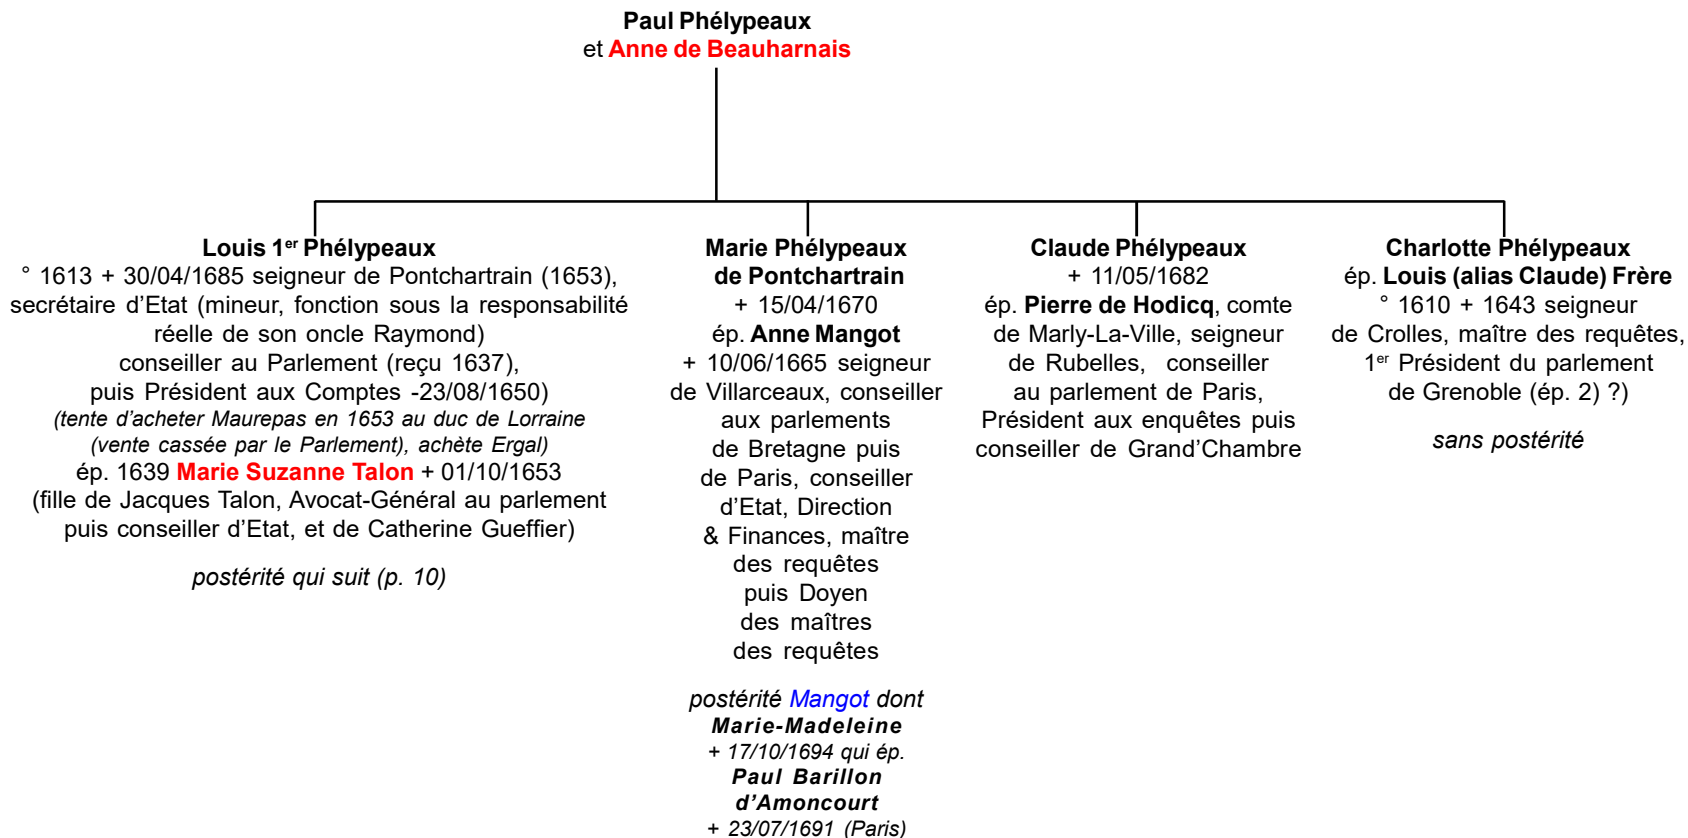 Paul Phélypeaux
et Anne de Beauharnais
Louis 1er Phélypeaux
° 1613 + 30/04/1685 seigneur de Pontchartrain (1653),
secrétaire d'Etat (mineur, fonction sous la responsabilité
réelle de son oncle Raymond)
conseiller au Parlement (reçu 1637),
puis Président aux Comptes -23/08/1650)
(tente d'acheter Maurepas en 1653 au duc de Lorraine
(vente cassée par le Parlement), achète Ergal)
ép. 1639 Marie Suzanne Talon + 01/10/1653
(fille de Jacques Talon, Avocat-Général au parlement
puis conseiller d'Etat, et de Catherine Gueffier)
postérité qui suit (p. 10)
Marie Phélypeaux
de Pontchartrain
+ 15/04/1670
ép. Anne Mangot
+ 10/06/1665 seigneur
de Villarceaux, conseiller
aux parlements
de Bretagne puis
de Paris, conseiller
d'Etat, Direction
& Finances, maître
des requêtes
puis Doyen
des maîtres
des requêtes
postérité Mangot dont
Marie-Madeleine
+ 17/10/1694 qui ép.
Paul Barillon
d'Amoncourt
+ 23/07/1691 (Paris)
Claude Phélypeaux
+ 11/05/1682
ép. Pierre de Hodicq, comte
de Marly-La-Ville, seigneur
de Rubelles, conseiller
au parlement de Paris,
Président aux enquêtes puis
conseiller de Grand'Chambre
Charlotte Phélypeaux
ép. Louis (alias Claude) Frère
° 1610 + 1643 seigneur
de Crolles, maître des requêtes,
1er Président du parlement
de Grenoble (ép. 2) ?)
sans postérité